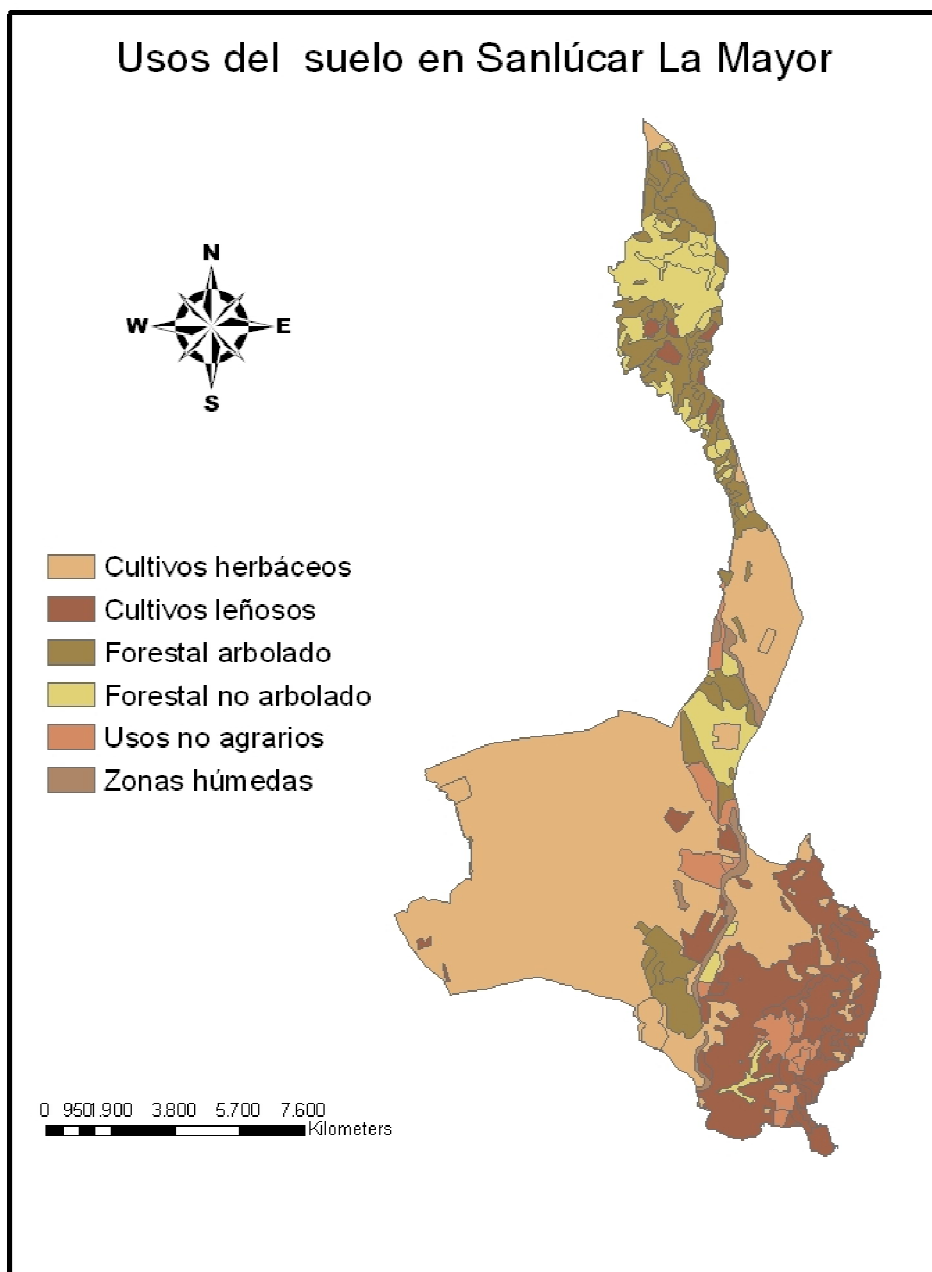 Usos del suelo en Sanlúcar La Mayor
N
W E
S
Cultivos herbáceos
Cultivos leñosos
Forestal arbolado
Forestal no arbolado
Usos no agrarios
Zonas húmedas
0 950 1.900 3.800 5.700 7.600
Kilometers